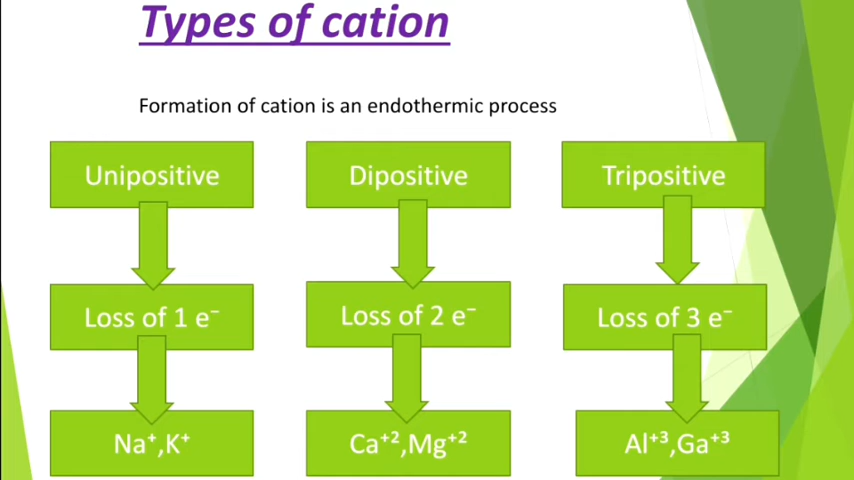 Types of cation
Formation of cation is an endothermic process
Unipositive
Dipositive
Tripositive
Loss of 1 e⁻
Loss of 2 e⁻
Loss of 3 e⁻
Na⁺,K⁺
Ca⁺²,Mg⁺²
Al⁺³,Ga⁺³